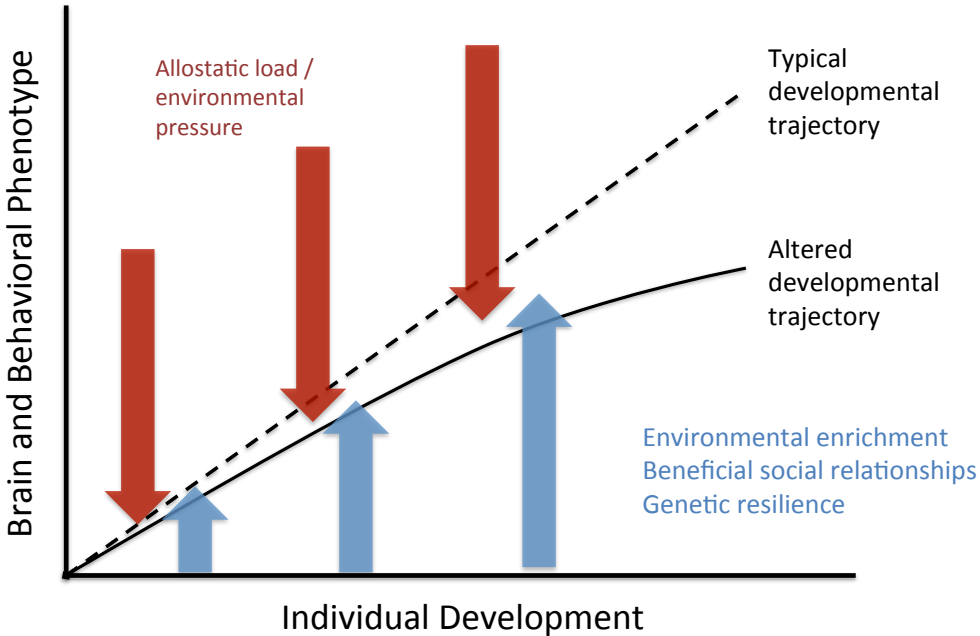 Brain and Behavioral Phenotype
Allostatic load /
environmental
pressure
Typical
developmental
trajectory
Altered
developmental
trajectory
Environmental enrichment
Beneficial social relationships
Genetic resilience
Individual Development